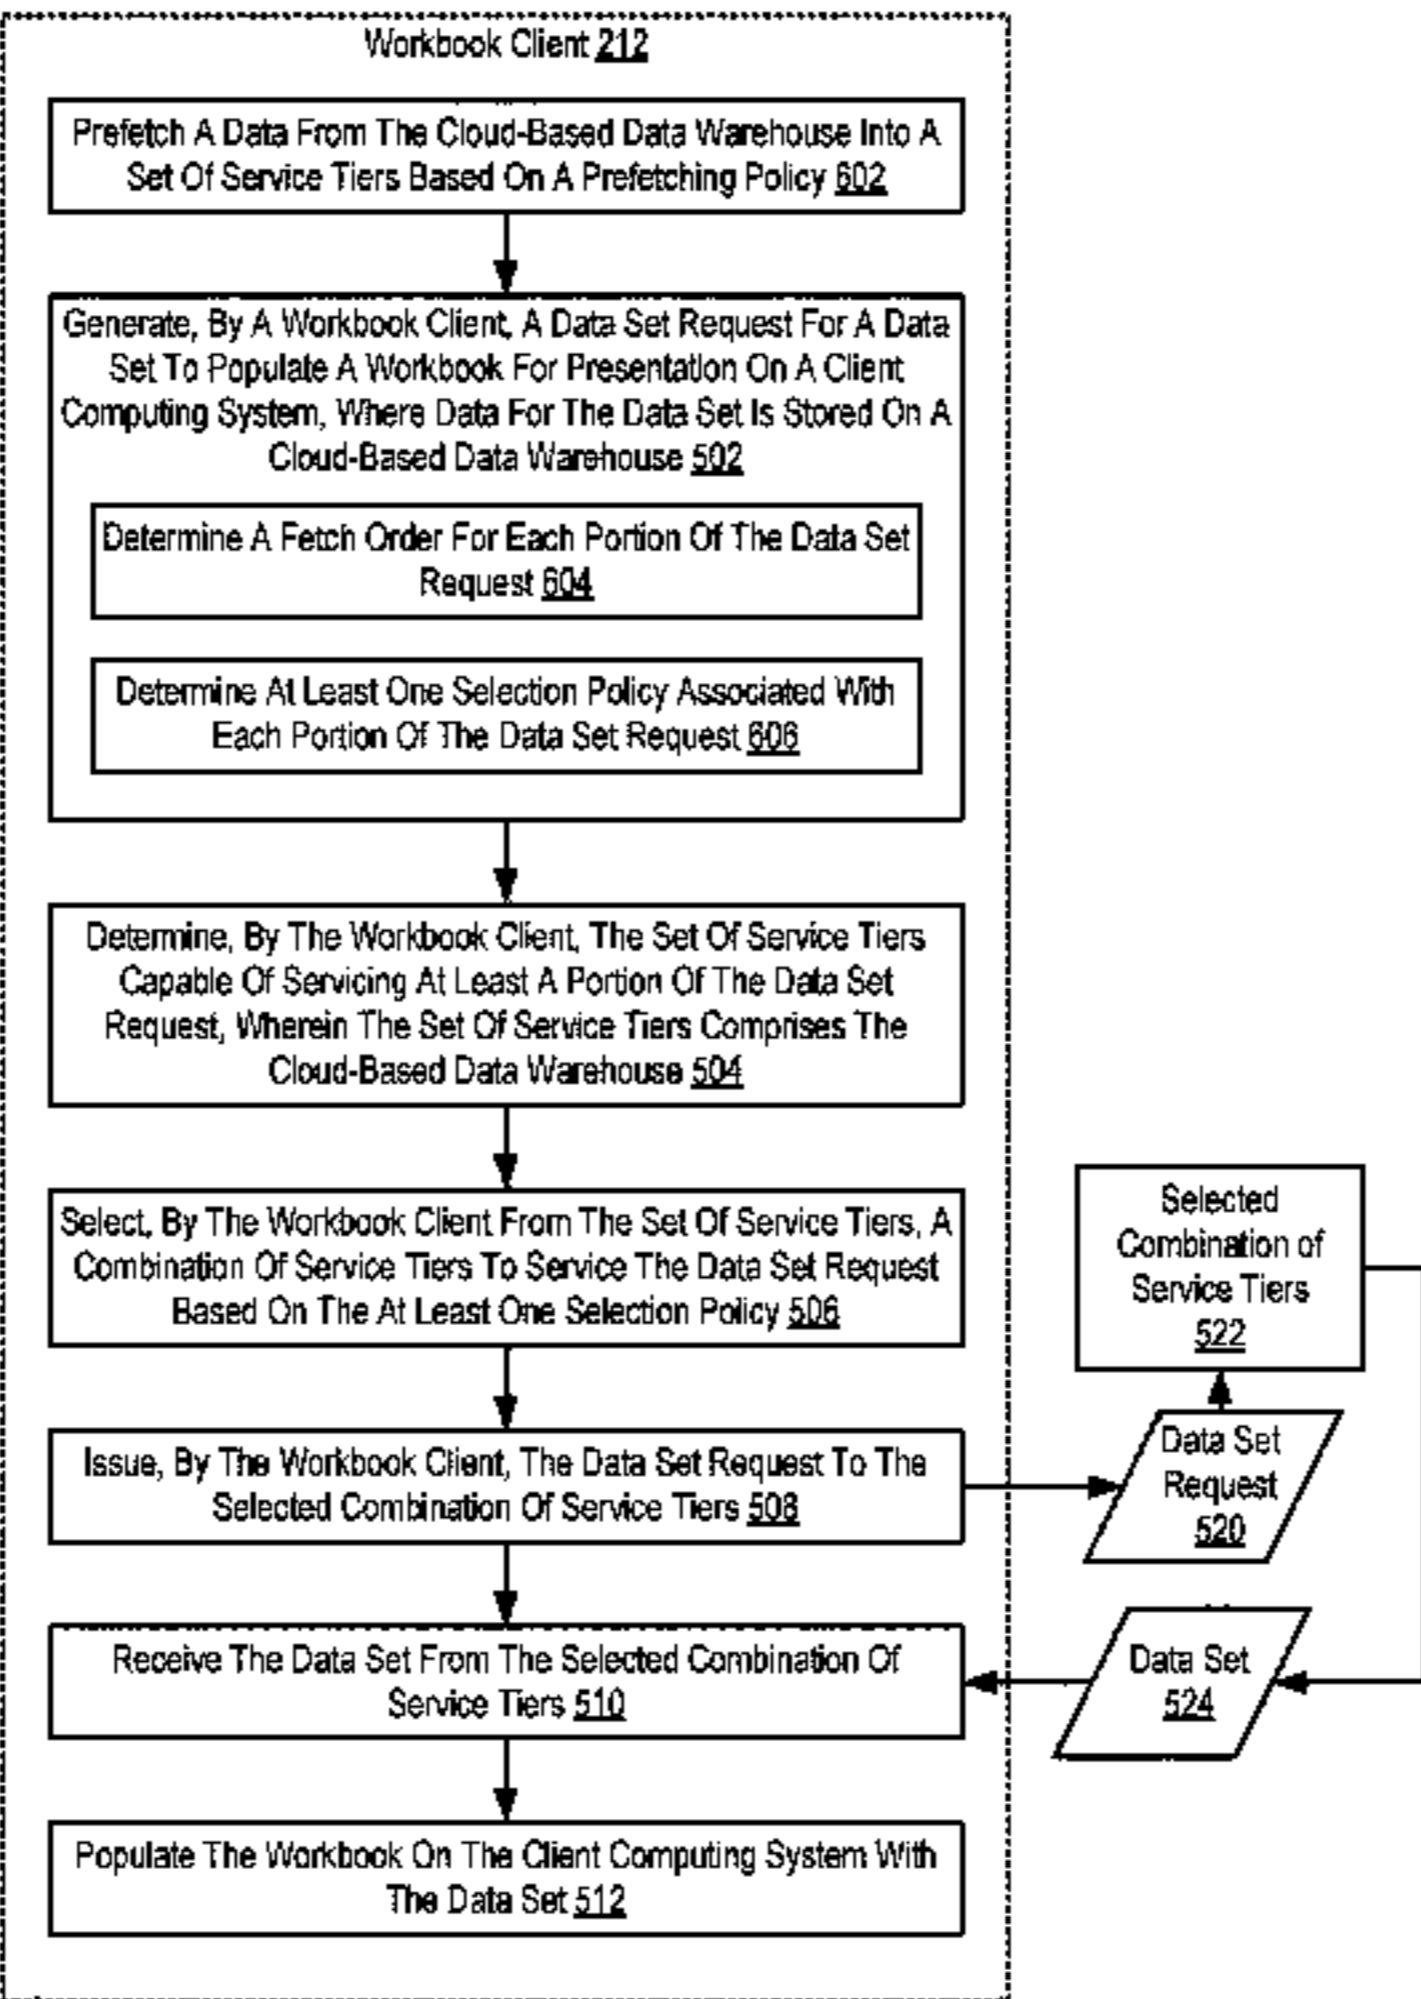 Workbook Client 212
Prefetch A Data From The Cloud-Based Data Warehouse Into A
Set Of Service Tiers Based On A Prefetching Policy 602
Generate, By A Workbook Client, A Data Set Request For A Data
Set To Populate A Workbook For Presentation On A Client
Computing System, Where Data For The Data Set Is Stored On A
Cloud-Based Data Warehouse 502
Determine A Fetch Order For Each Portion Of The Data Set
Request 604
Determine At Least One Selection Policy Associated With
Each Portion Of The Data Set Request 606
Determine, By The Workbook Client, The Set Of Service Tiers
Capable Of Servicing At Least A Portion Of The Data Set
Request, Wherein The Set Of Service Tiers Comprises The
Cloud-Based Data Warehouse 504
Select, By The Workbook Client From The Set Of Service Tiers, A
Combination Of Service Tiers To Service The Data Set Request
Based On The At Least One Selection Policy 506
Issue, By The Workbook Client, The Data Set Request To The
Selected Combination Of Service Tiers 508
Receive The Data Set From The Selected Combination Of
Service Tiers 510
Populate The Workbook On The Client Computing System With
The Data Set 512
Selected
Combination of
Service Tiers
522
Data Set
Request
520
Data Set
524